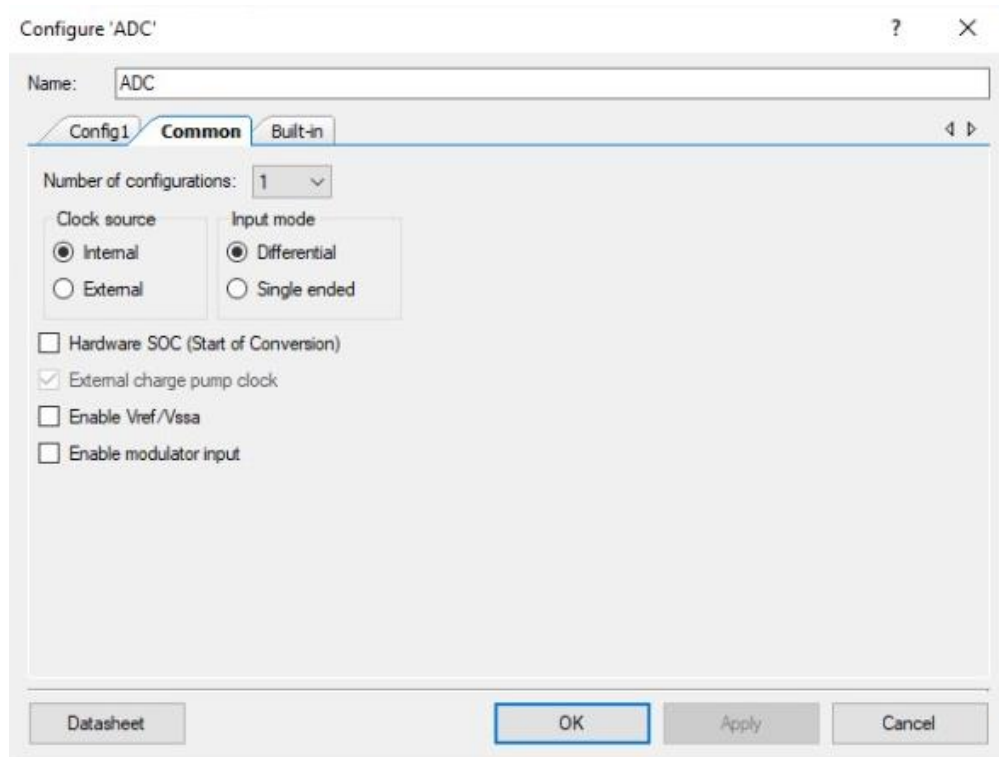 Configure 'ADC'
?
Name: ADC
Config1 Common Built-in
Number of configurations: 1
Clock source Input mode
Internal Differential
External Single ended
Hardware SOC (Start of Conversion)
External charge pump clock
Enable Vref/Vssa
Enable modulator input
Datasheet OK Apply Cancel